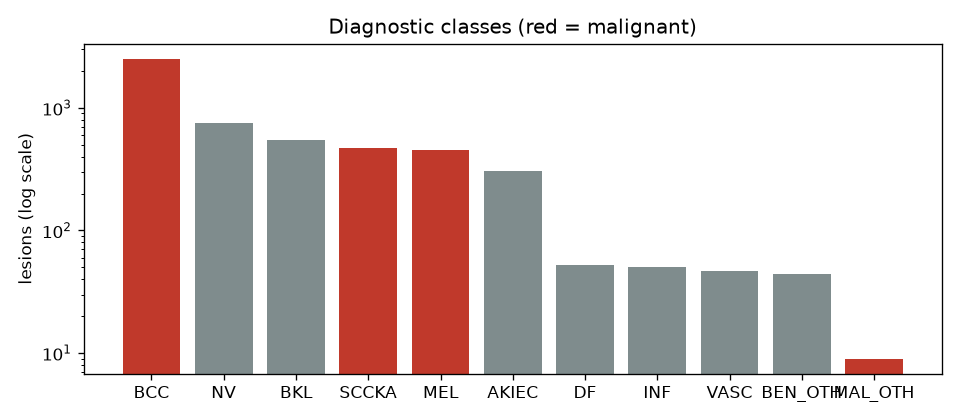 Diagnostic classes (red = malignant)
lesions (log scale)
10³
10²
10¹
BCC NV BKL SCCKA MEL AKIEC DF INF VASC BEN_OTH MAL_OTH